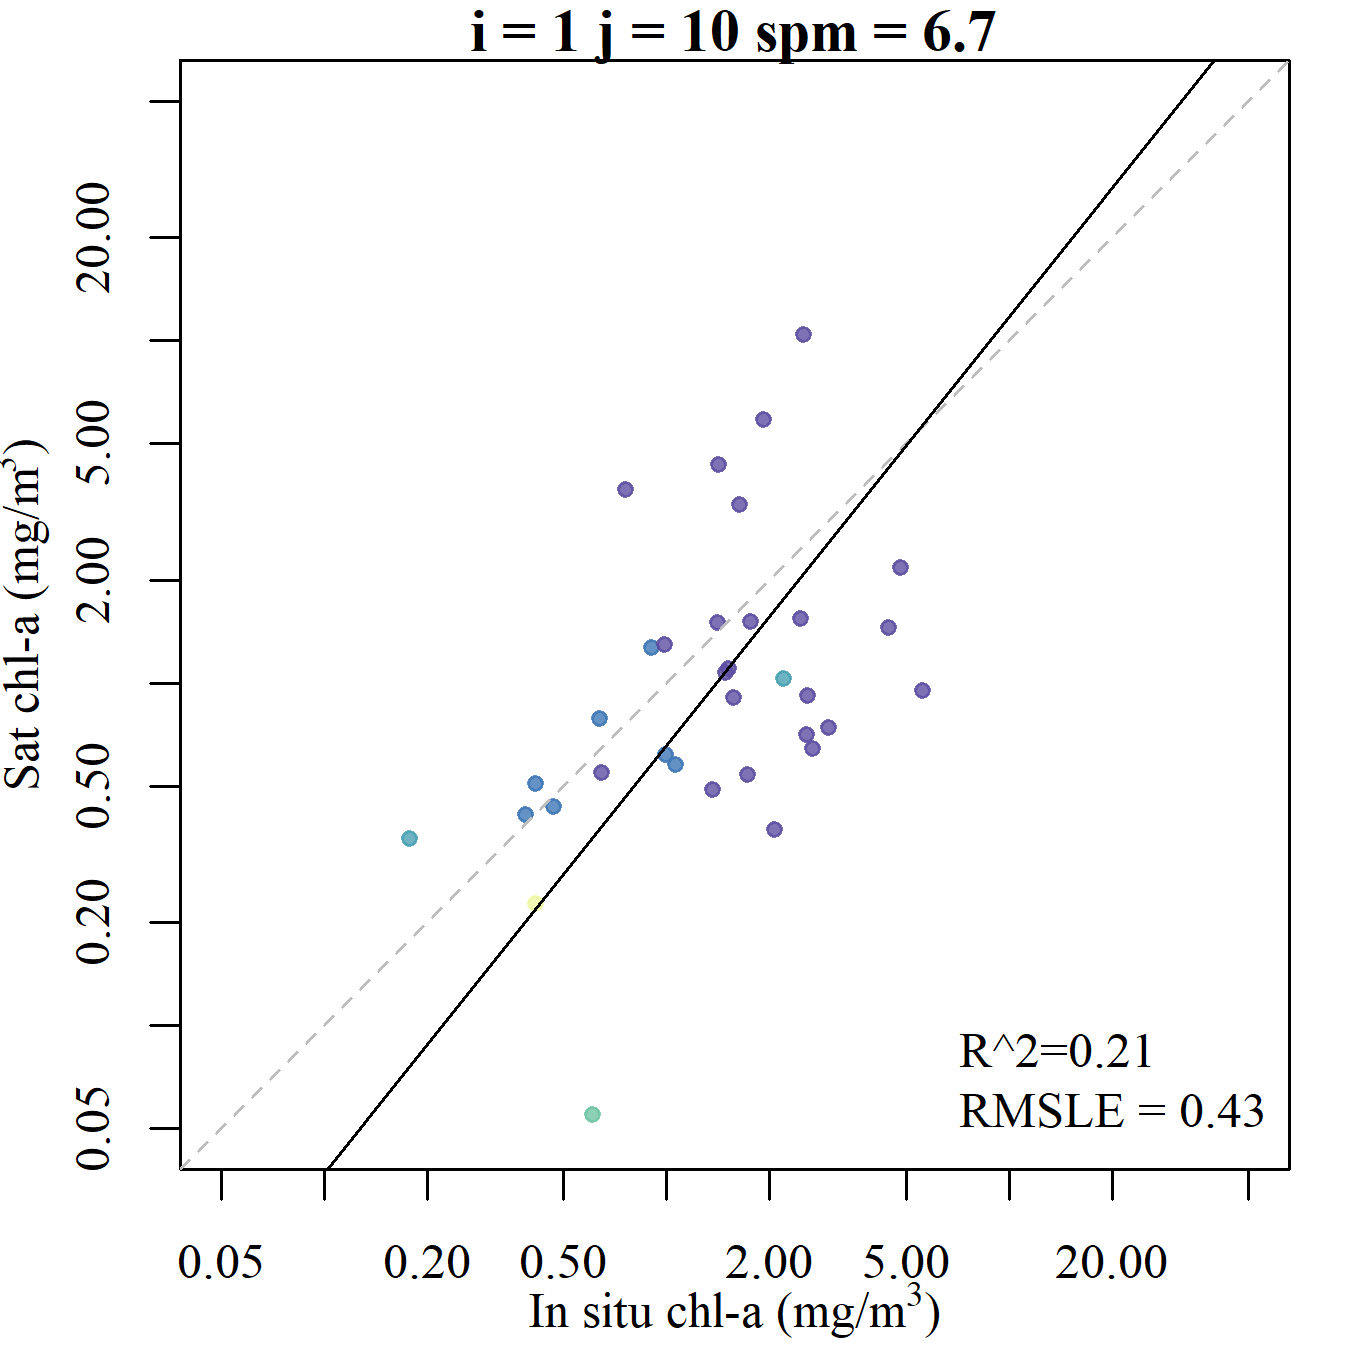 i = 1 j = 10 spm = 6.7
Sat chl-a (mg/m³)
20.00
5.00
2.00
0.50
0.20
0.05
R^2=0.21
RMSLE = 0.43
0.05 0.20 0.50 2.00 5.00 20.00
In situ chl-a (mg/m³)